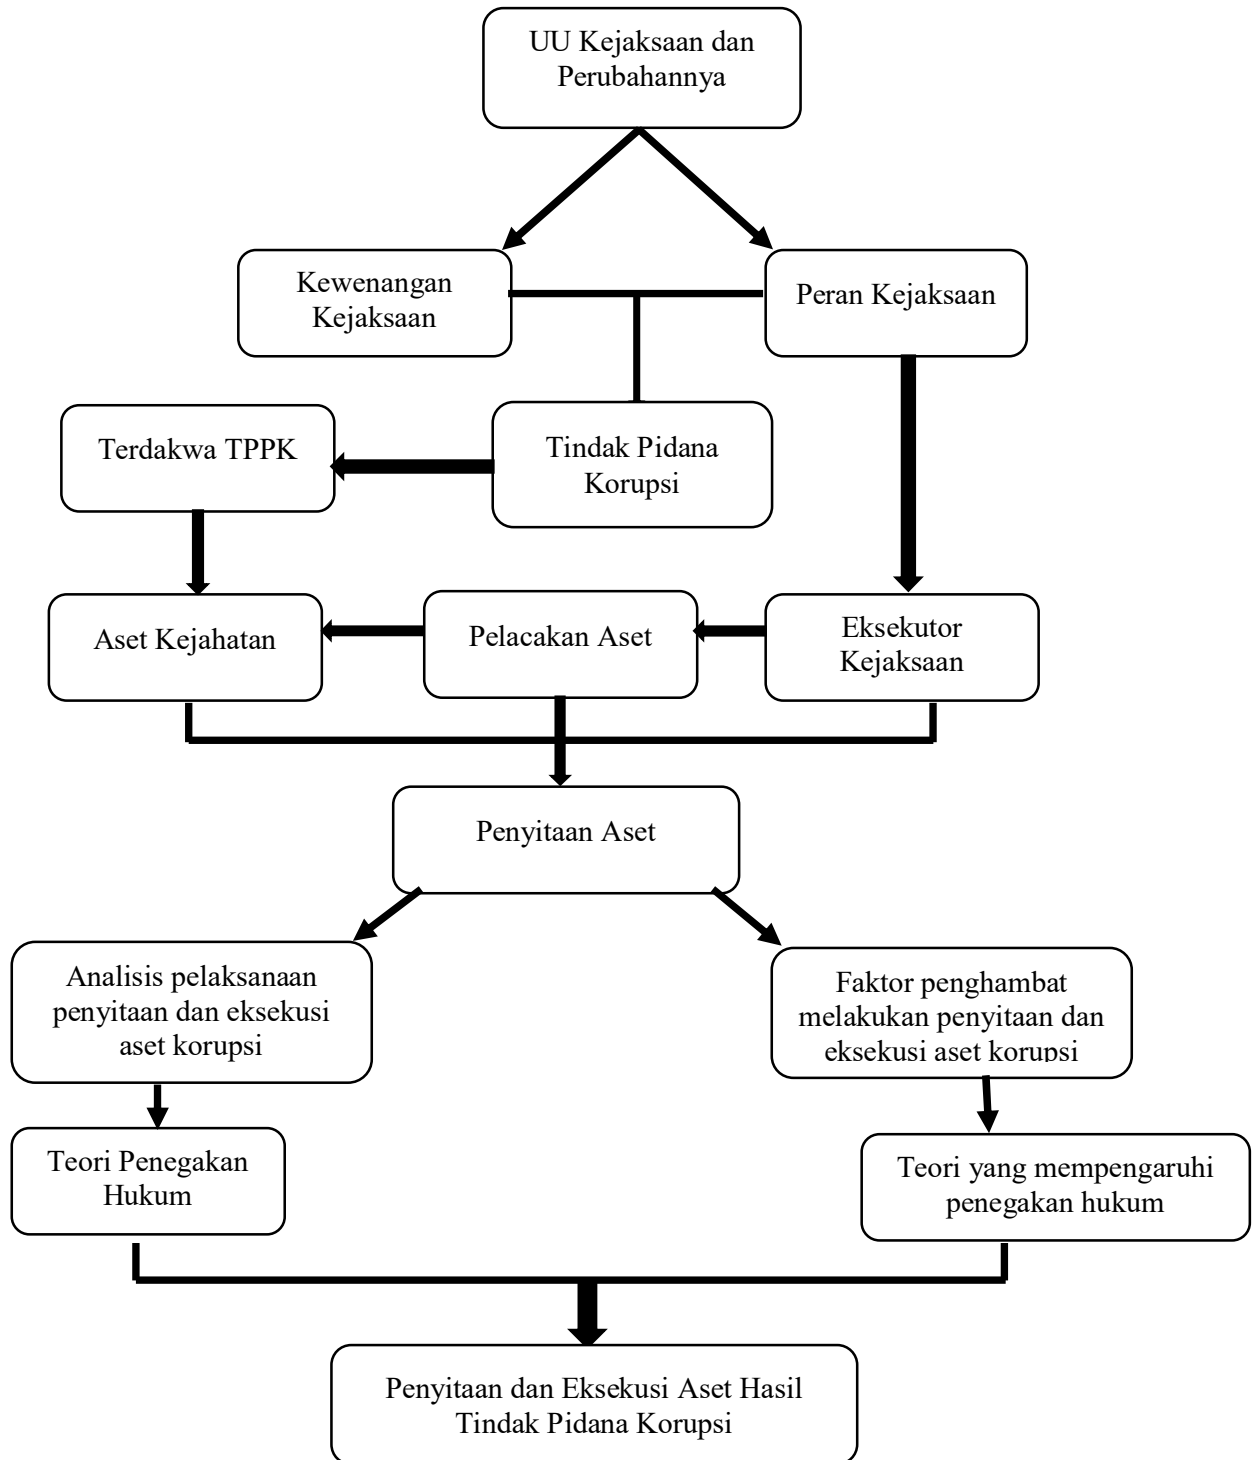 UU Kejaksaan dan
Perubahannya
Kewenangan
Kejaksaan
Peran Kejaksaan
Terdakwa TPPK
Tindak Pidana
Korupsi
Aset Kejahatan
Pelacakan Aset
Eksekutor
Kejaksaan
Penyitaan Aset
Analisis pelaksanaan
penyitaan dan eksekusi
aset korupsi
Faktor penghambat
melakukan penyitaan dan
eksekusi aset korupsi
Teori Penegakan
Hukum
Teori yang mempengaruhi
penegakan hukum
Penyitaan dan Eksekusi Aset Hasil
Tindak Pidana Korupsi